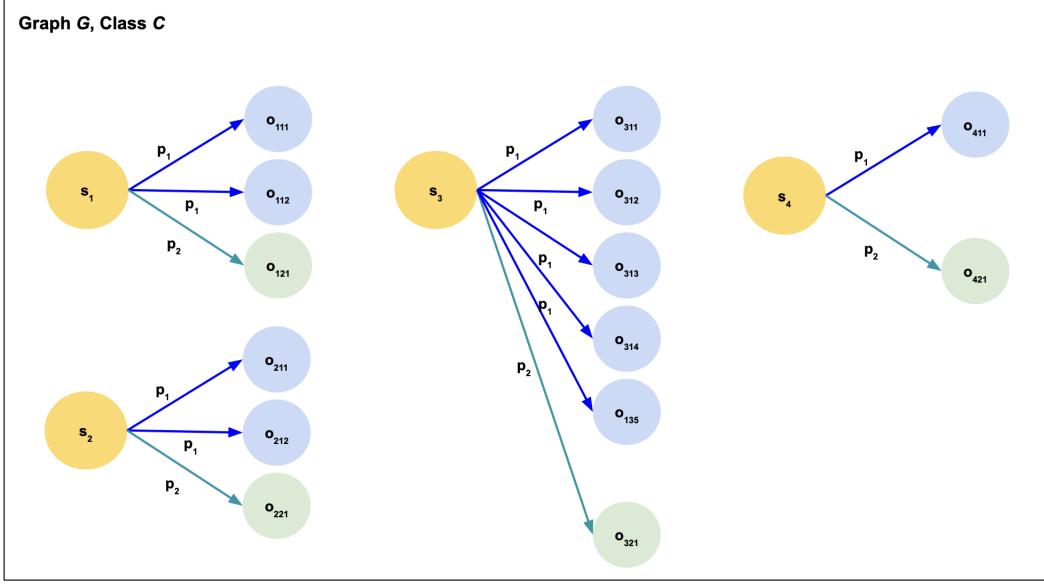 Graph G, Class C
s1
p1
o111
p1
o112
p2
o121
s2
p1
o211
p1
o212
p2
o221
s3
p1
o311
p1
o312
p1
o313
p1
o314
o135
p2
o321
s4
p1
o411
p2
o421